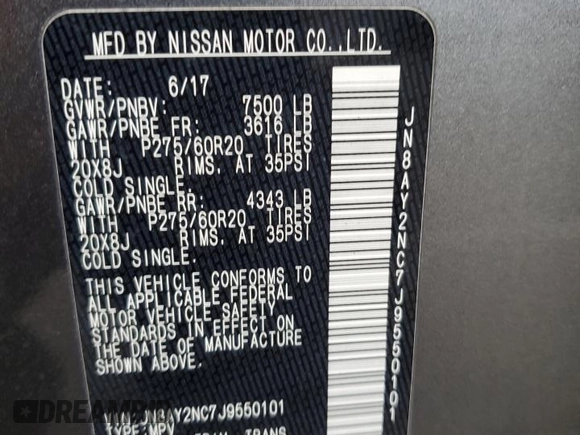 MFD BY NISSAN MOTOR CO.,LTD.
DATE: 6/17
GVWR/PNBV: 7500 LB
GAWR/PNBE FR: 3616 LB
WITH P275/60R20 TIRES
20X8J RIMS. AT 35PSI
COLD SINGLE.
GAWR/PNBE RR: 4343 LB
WITH P275/60R20 TIRES
20X8J RIMS. AT 35PSI
COLD SINGLE.
THIS VEHICLE CONFORMS TO
ALL APPLICABLE FEDERAL
MOTOR VEHICLE SAFETY
STANDARDS IN EFFECT ON
THE DATE OF MANUFACTURE
SHOWN ABOVE.
JN8AY2NC7J9550101
TYPE:MPV
TRANS
JN8AY2NC7J9550101